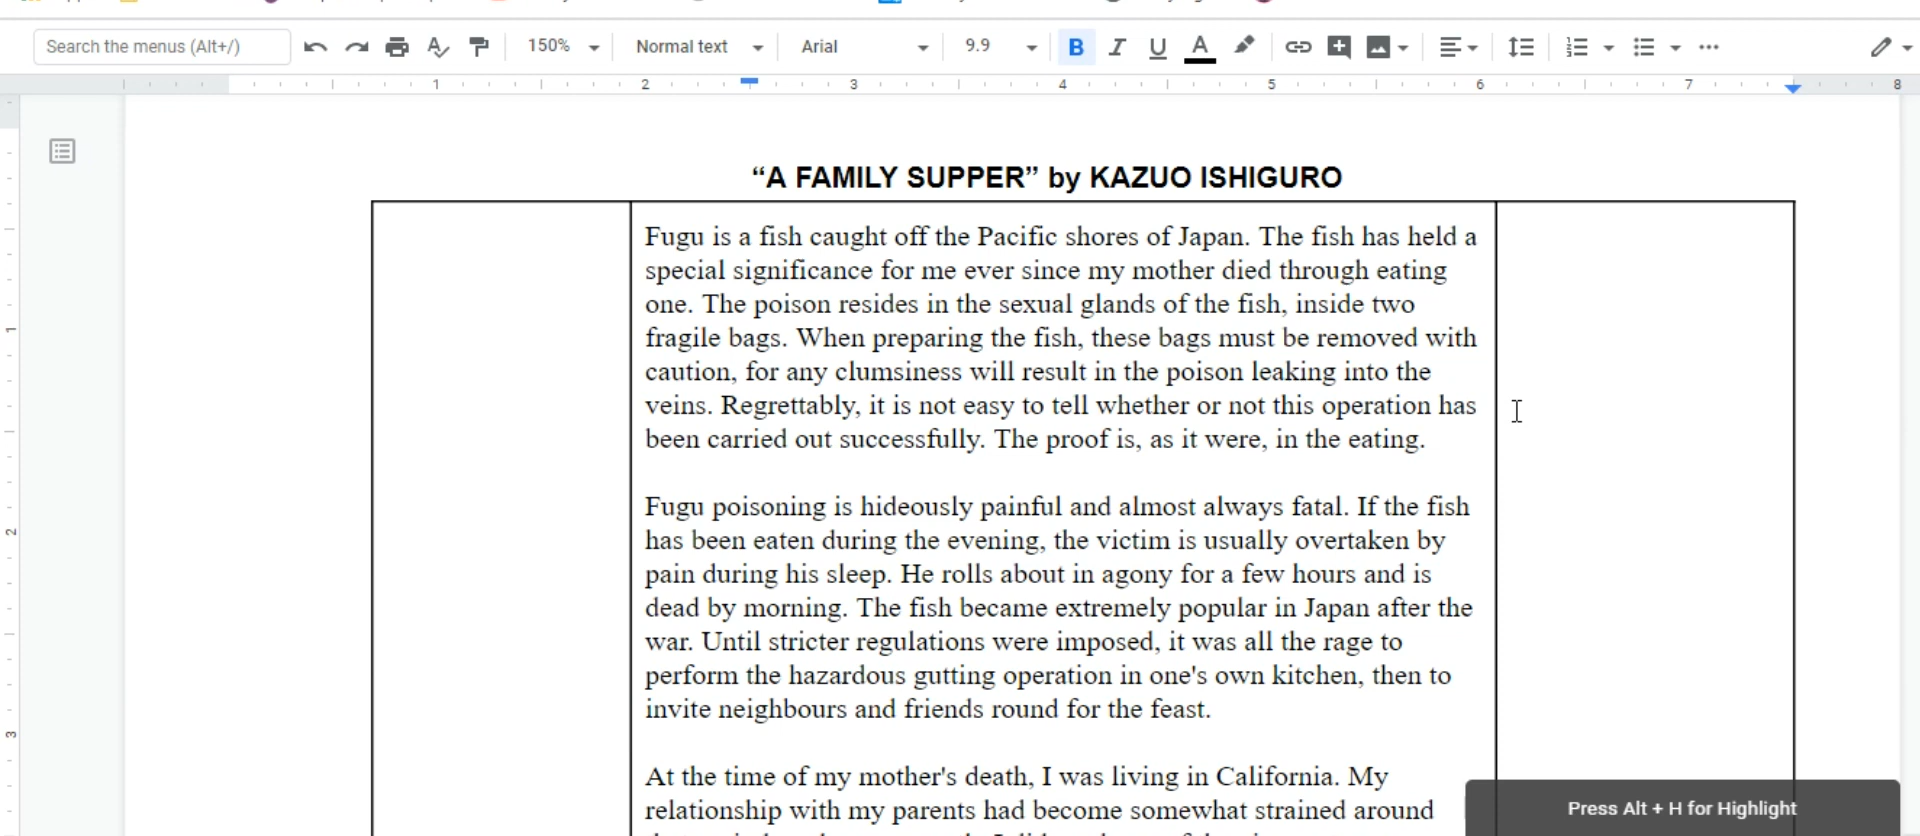 Search the menus (Alt+/)
150%
Normal text
Arial
9.9
B I U A
1 2 3 4 5 6 7 8
“A FAMILY SUPPER” by KAZUO ISHIGURO
Fugu is a fish caught off the Pacific shores of Japan. The fish has held a
special significance for me ever since my mother died through eating
one. The poison resides in the sexual glands of the fish, inside two
fragile bags. When preparing the fish, these bags must be removed with
caution, for any clumsiness will result in the poison leaking into the
veins. Regrettably, it is not easy to tell whether or not this operation has
been carried out successfully. The proof is, as it were, in the eating.
Fugu poisoning is hideously painful and almost always fatal. If the fish
has been eaten during the evening, the victim is usually overtaken by
pain during his sleep. He rolls about in agony for a few hours and is
dead by morning. The fish became extremely popular in Japan after the
war. Until stricter regulations were imposed, it was all the rage to
perform the hazardous gutting operation in one's own kitchen, then to
invite neighbours and friends round for the feast.
At the time of my mother's death, I was living in California. My
relationship with my parents had become somewhat strained around
Press Alt + H for Highlight
1
2
3